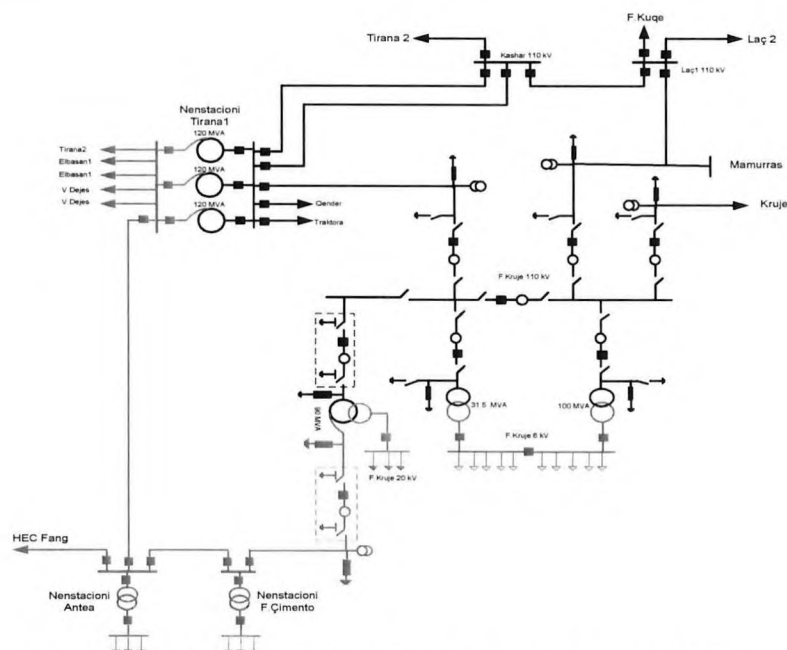 F.Kuqe
Tirana 2
Laç 2
Kashar 110 kV
Laç1 110 kV
Nenstacioni
Tirana1
120 MVA
Tirana2
Elbasan1
Elbasan1
V Dejes
V Dejes
120 MVA
120 MVA
Qender
Traktora
Mamurras
Kruje
F.Kruje 110 kV
90 MVA
31.5 MVA
100 MVA
F.Kruje 6 kV
F.Kruje 20 kV
HEC Fang
Nenstacioni
Antea
Nenstacioni
F.Çimento